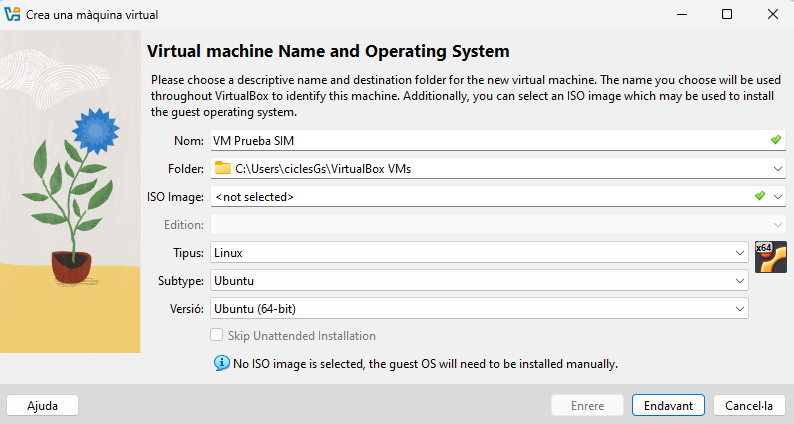 Crea una màquina virtual
Virtual machine Name and Operating System
Please choose a descriptive name and destination folder for the new virtual machine. The name you choose will be used
throughout VirtualBox to identify this machine. Additionally, you can select an ISO image which may be used to install
the guest operating system.
Nom: VM Prueba SIM
Folder: C:\Users\ciclesGs\VirtualBox VMs
ISO Image: <not selected>
Edition:
Tipus: Linux
x64
Subtype: Ubuntu
Versió: Ubuntu (64-bit)
Skip Unattended Installation
No ISO image is selected, the guest OS will need to be installed manually.
Ajuda Enrere Endavant Cancel·la